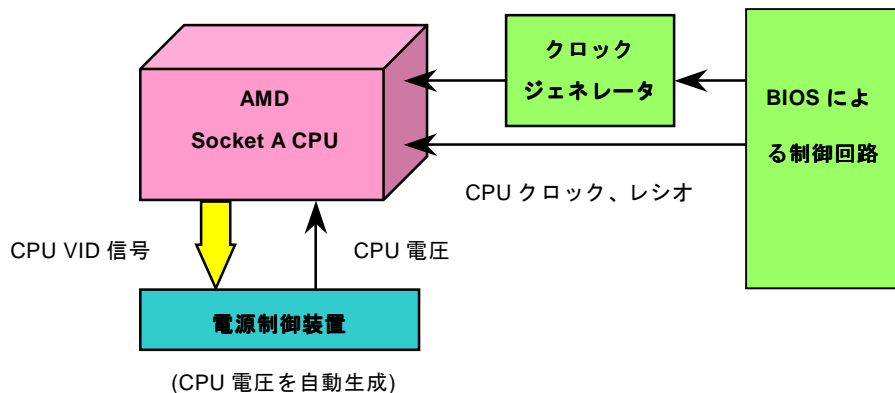 クロック
ジェネレータ
AMD
Socket A CPU
BIOS によ
る制御回路
CPU クロック、レシオ
CPU VID 信号
CPU 電圧
電源制御装置
(CPU 電圧を自動生成)